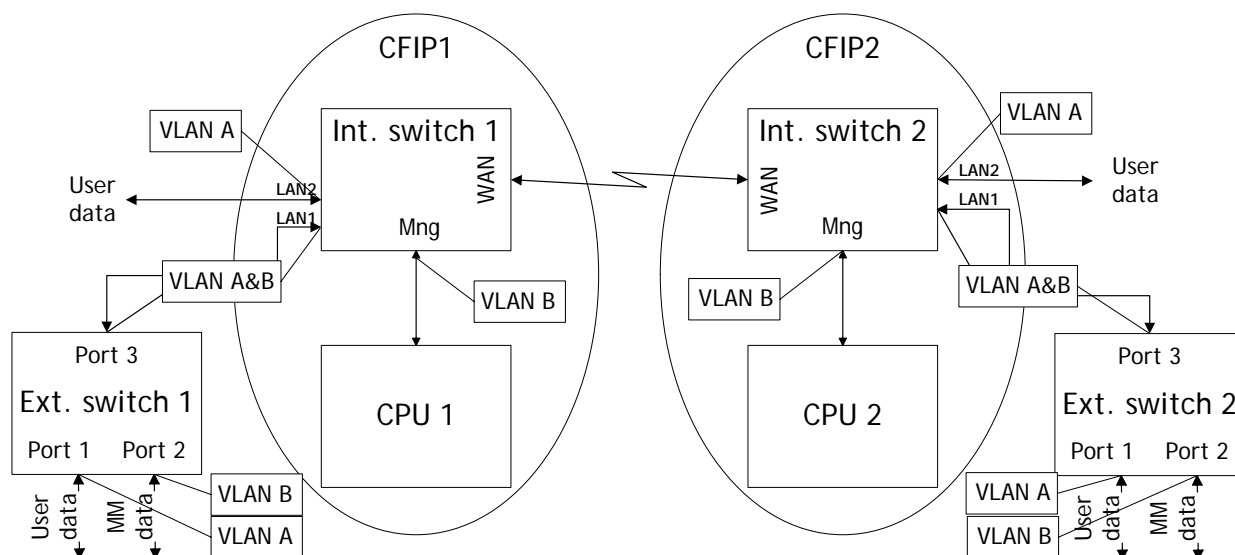 CFIP1
CFIP2
VLAN A
Int. switch 1
WAN
Int. switch 2
WAN
VLAN A
User
data
LAN2
LAN1
Mng
Mng
LAN2
LAN1
User
data
VLAN A&B
VLAN B
VLAN B
VLAN A&B
Port 3
Ext. switch 1
Port 1
Port 2
CPU 1
CPU 2
Port 3
Ext. switch 2
Port 1
Port 2
User
data
MM
data
VLAN B
VLAN A
VLAN A
VLAN B
User
data
MM
data